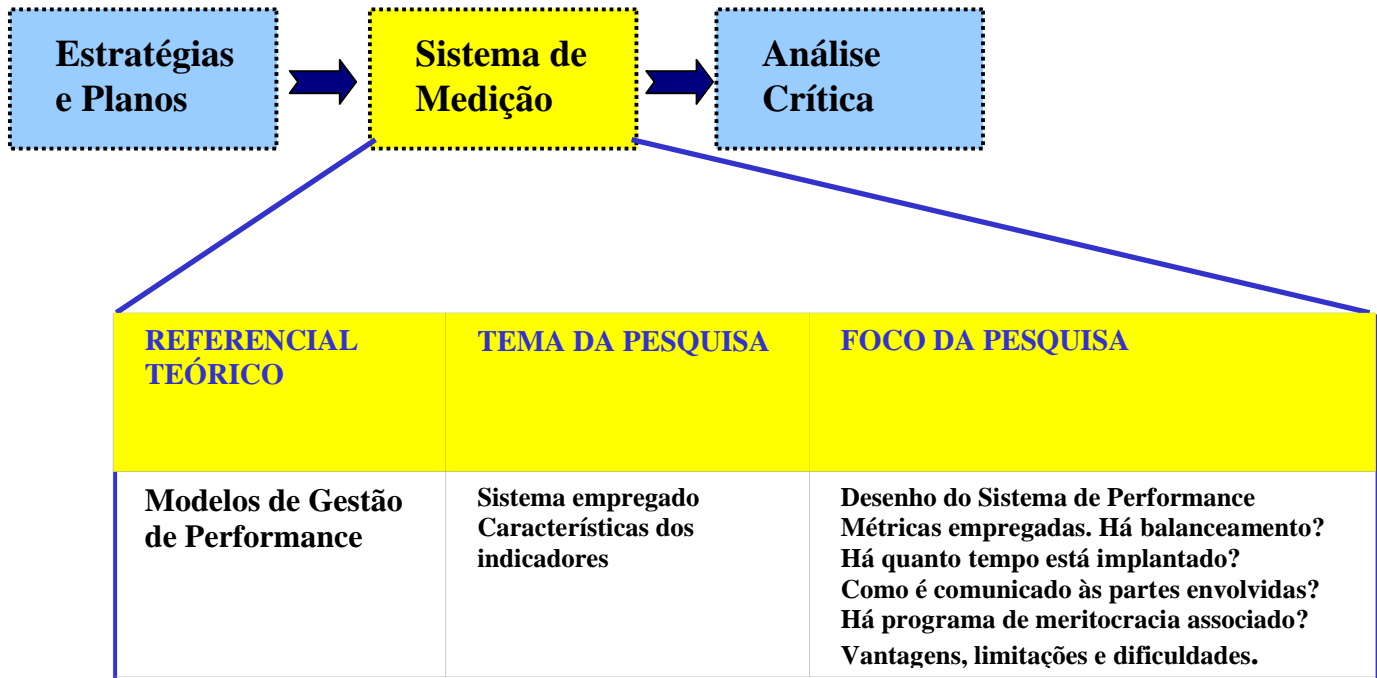 Estratégias
e Planos
Sistema de
Medição
Análise
Crítica
REFERENCIAL
TEÓRICO
TEMA DA PESQUISA
FOCO DA PESQUISA
Modelos de Gestão
de Performance
Sistema empregado
Características dos
indicadores
Desenho do Sistema de Performance
Métricas empregadas. Há balanceamento?
Há quanto tempo está implantado?
Como é comunicado às partes envolvidas?
Há programa de meritocracia associado?
Vantagens, limitações e dificuldades.